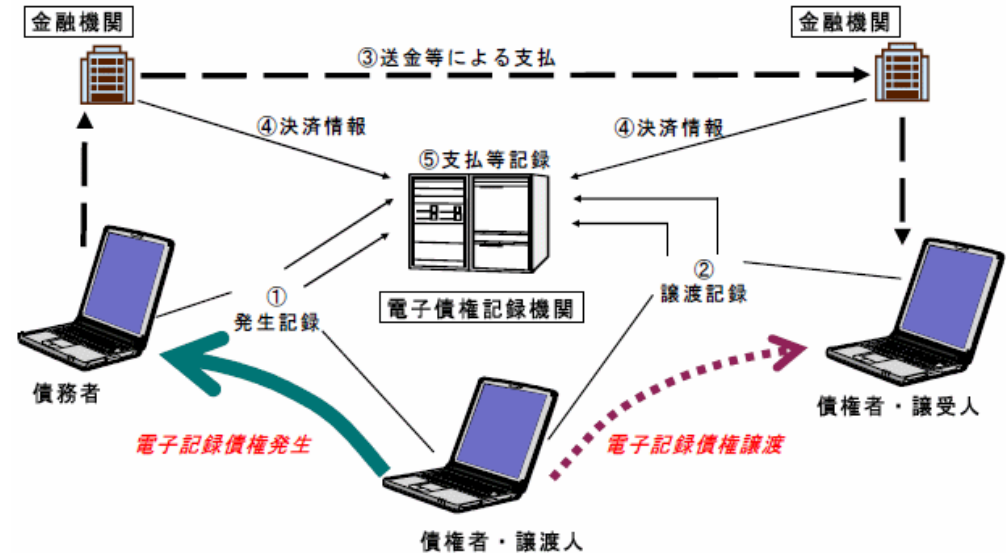 金融機関
金融機関
③送金等による支払
④決済情報
④決済情報
⑤支払等記録
①
発生記録
②
譲渡記録
電子債権記録機関
債務者
債権者・譲受人
電子記録債権発生
電子記録債権譲渡
債権者・譲渡人